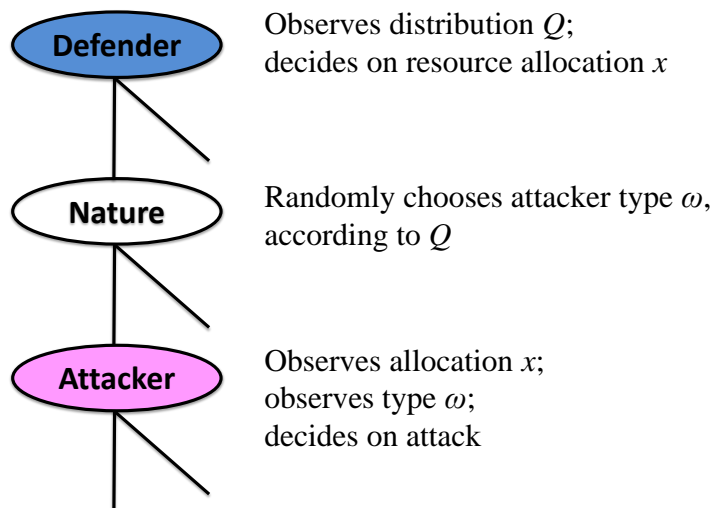 Defender
Observes distribution Q;
decides on resource allocation x
Nature
Randomly chooses attacker type ω,
according to Q
Attacker
Observes allocation x;
observes type ω;
decides on attack